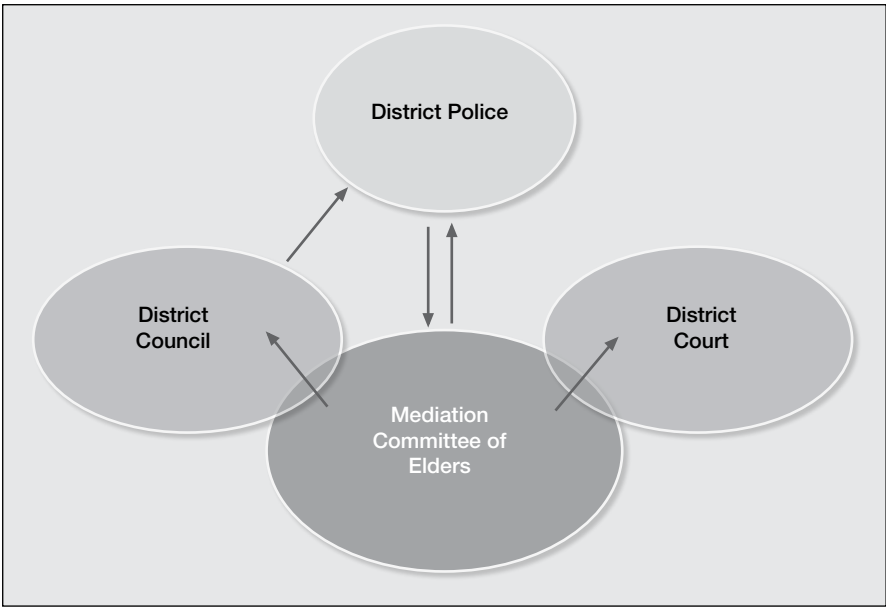 District Police
District
Council
District
Court
Mediation
Committee of
Elders